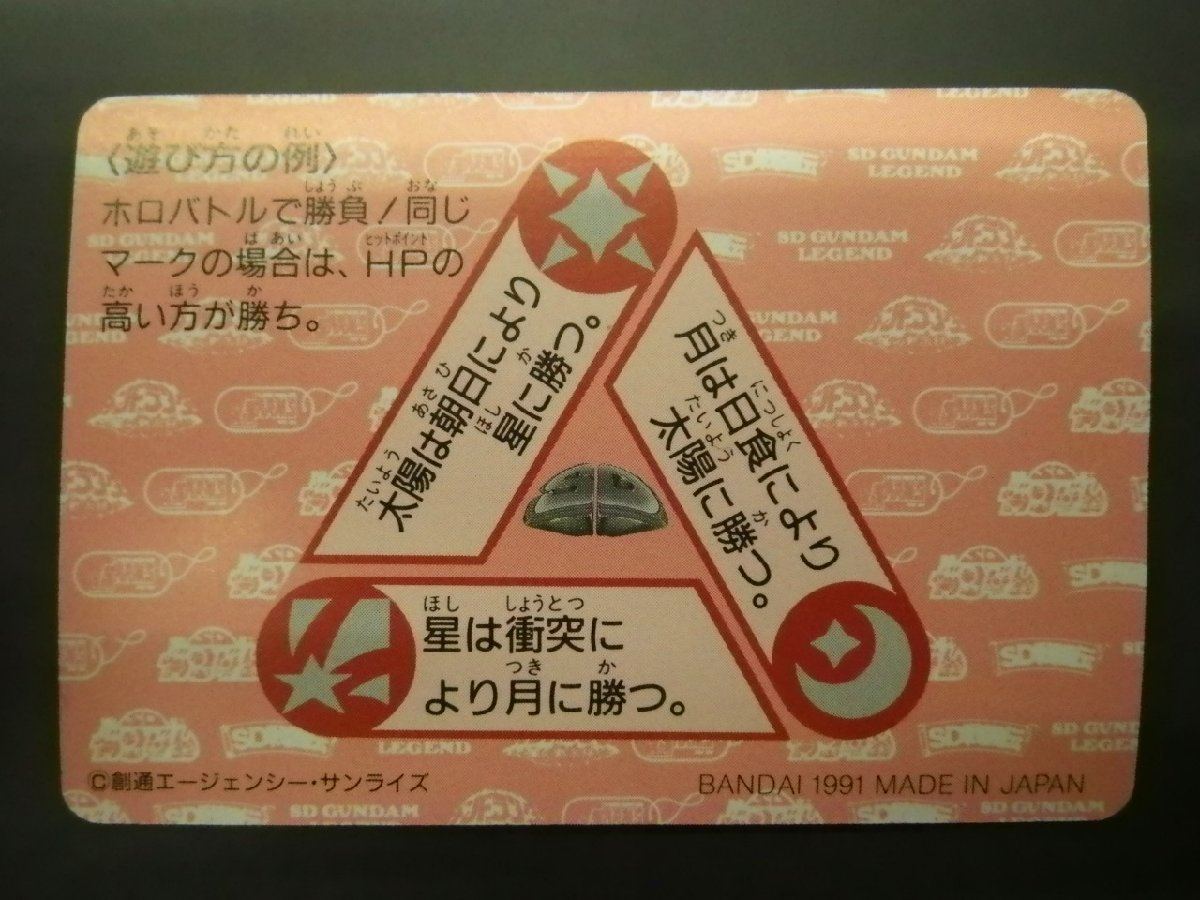 〈遊び方の例〉
ホロバトルで勝負!同じ
マークの場合は、HPの
高い方が勝ち。
太陽は朝日により
星に勝つ。
月は日食により
太陽に勝つ。
星は衝突に
より月に勝つ。
©創通エージェンシー・サンライズ
BANDAI 1991 MADE IN JAPAN
SD GUNDAM
LEGEND